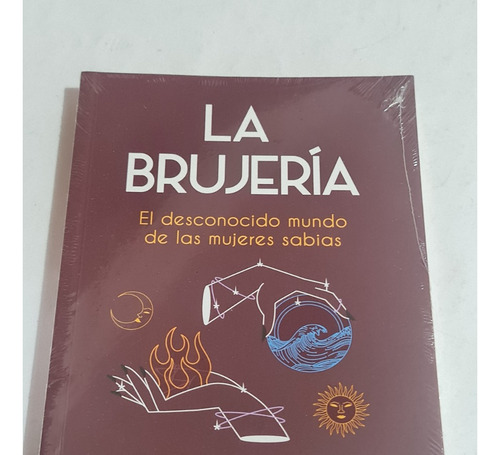 LA
BRUJERÍA
El desconocido mundo
de las mujeres sabias